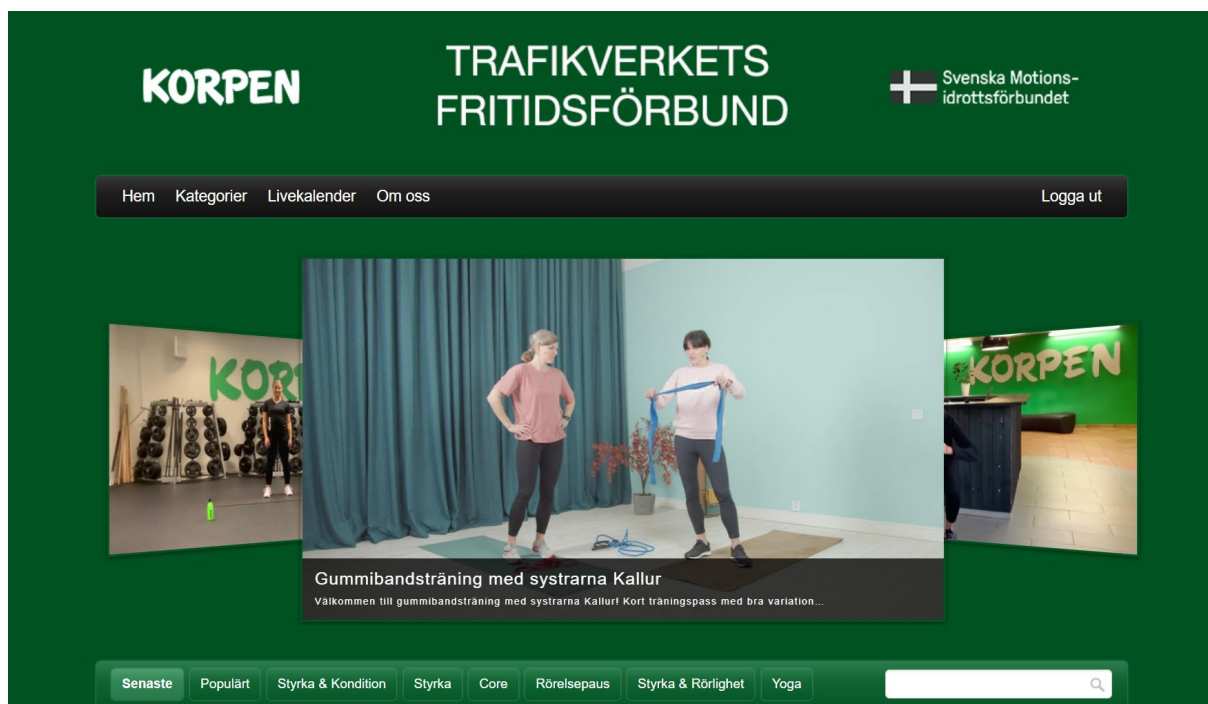 KORPEN
TRAFIKVERKETS
FRITIDSFÖRBUND
Svenska Motions-
idrottsförbundet
Hem Kategorier Livekalender Om oss Logga ut
KOR
KORPEN
Gummibandsträning med systrarna Kallur
Välkommen till gummibandsträning med systrarna Kallur! Kort träningspass med bra variation...
Senaste Populärt Styrka & Kondition Styrka Core Rörelsepaus Styrka & Rörlighet Yoga